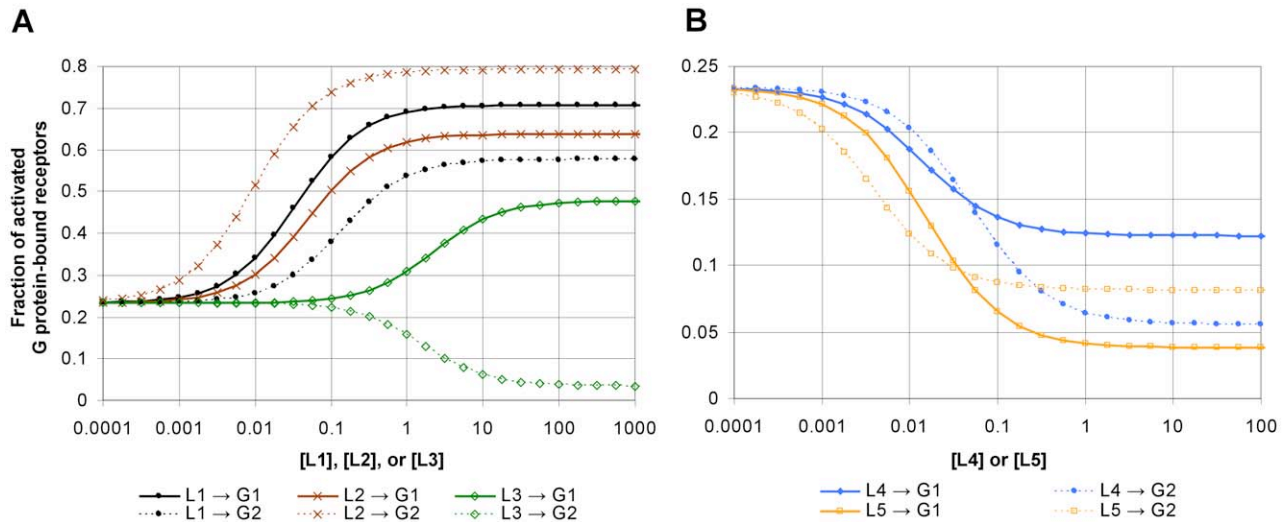 A
Fraction of activated
G protein-bound receptors
0.8
0.7
0.6
0.5
0.4
0.3
0.2
0.1
0
0.0001 0.001 0.01 0.1 1 10 100 1000
[L1], [L2], or [L3]
L1 → G1 L2 → G1 L3 → G1
L1 → G2 L2 → G2 L3 → G2
B
0.25
0.2
0.15
0.1
0.05
0
0.0001 0.001 0.01 0.1 1 10 100
[L4] or [L5]
L4 → G1 L4 → G2
L5 → G1 L5 → G2